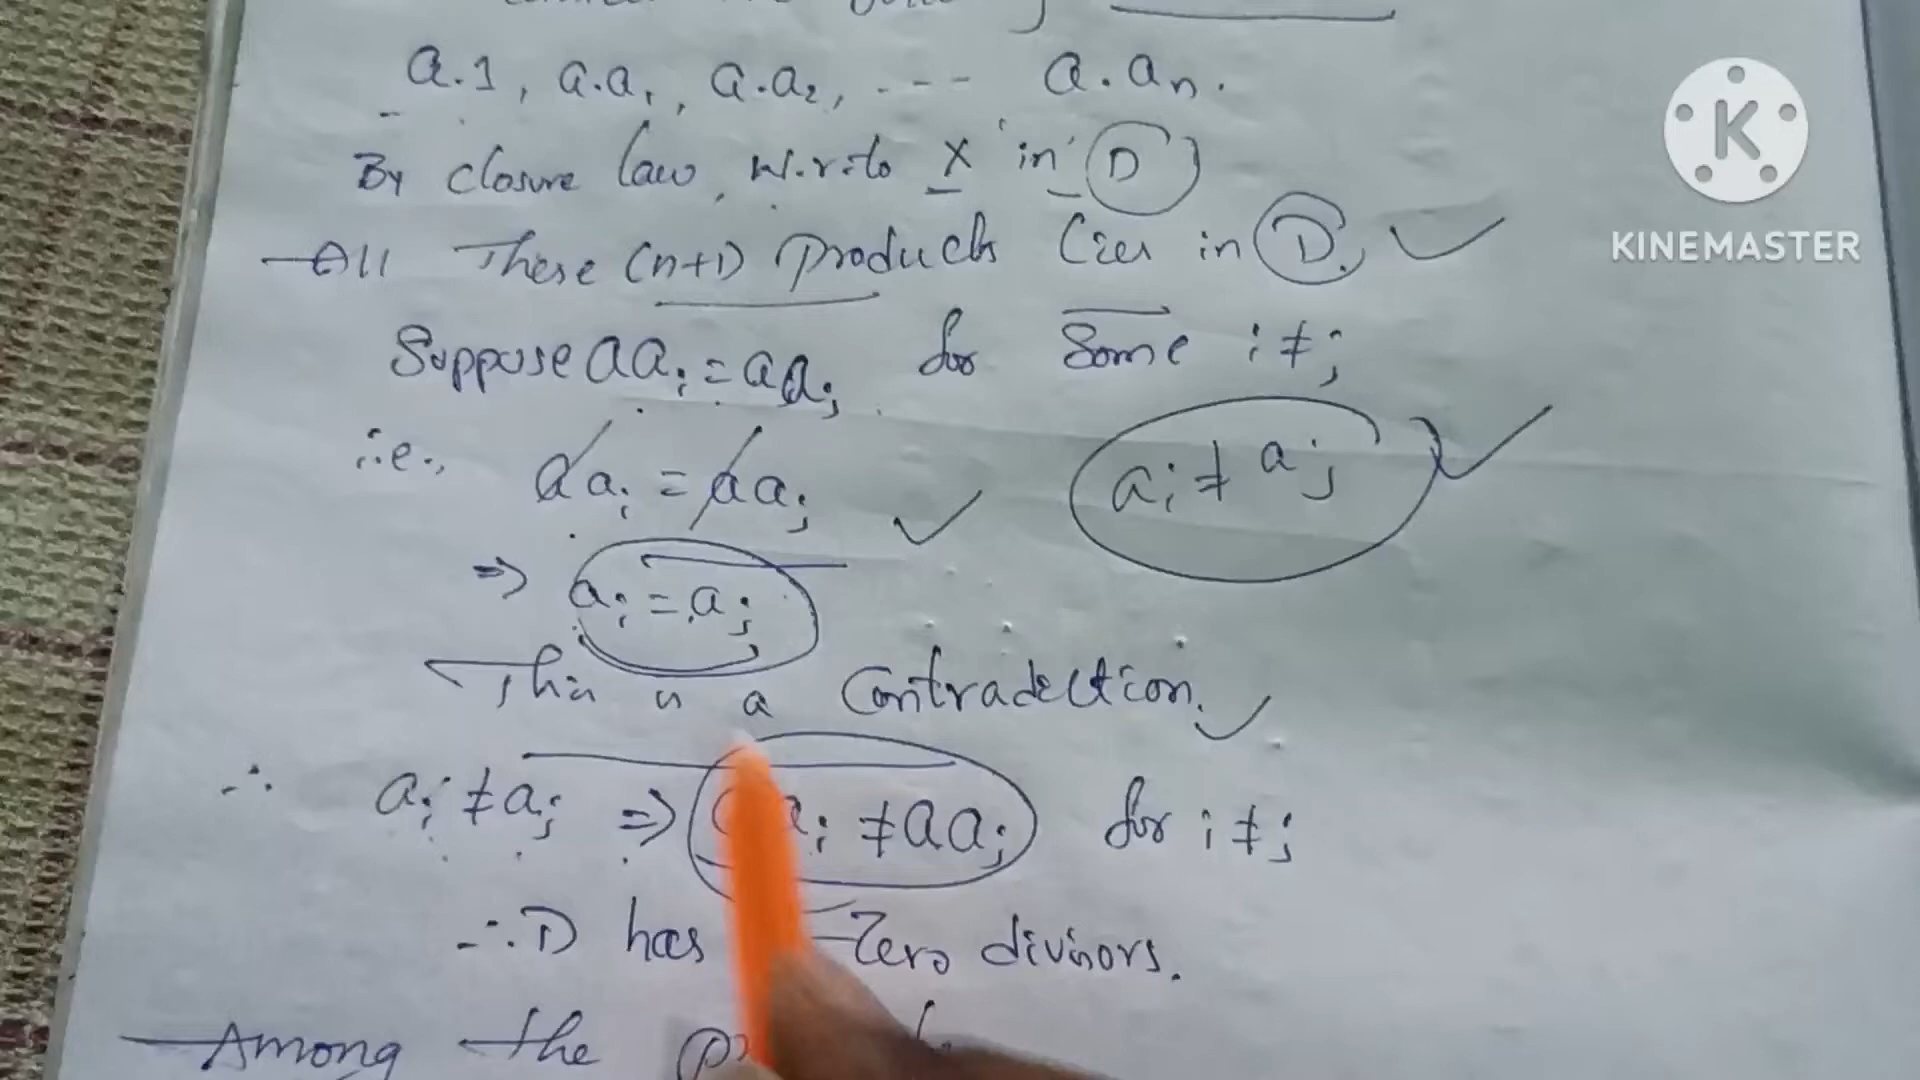 a.1, a.a₁, a.a₂, --- a.aₙ.
By closure law, w.r.to X in D
All These (n+1) products lies in D.
Suppose aaᵢ = aaⱼ for some i ≠ j
i.e., aaᵢ = aaⱼ
aᵢ ≠ aⱼ
⇒ aᵢ = aⱼ
This is a Contradection.
∴ aᵢ ≠ aⱼ ⇒ aaᵢ ≠ aaⱼ for i ≠ j
∴ D has Zero divisors.
Among the
K
KINEMASTER